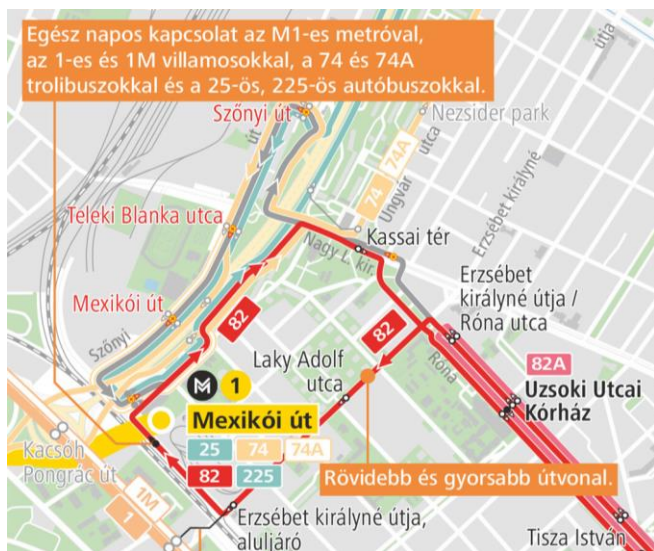 Egész napos kapcsolat az M1-es metróval,
az 1-es és 1M villamosokkal, a 74 és 74A
trolibuszokkal és a 25-ös, 225-ös autóbuszokkal.
útja
Szőnyi út
út
Nezsider park
74
74A
Ungvár utca
Erzsébet királyné
Teleki Blanka utca
Nagy L. kir.
Kassai tér
Erzsébet
királyné útja /
Róna utca
Mexikói út
82
82
Szőnyi
Róna
Laky Adolf
utca
82A
Uzsoki Utcai
Kórház
M 1
Mexikói út
25 74 74A
82 225
Kacsóh
Pongrác út
Rövidebb és gyorsabb útvonal.
1M
1
Erzsébet királyné útja,
aluljáró
Tisza István